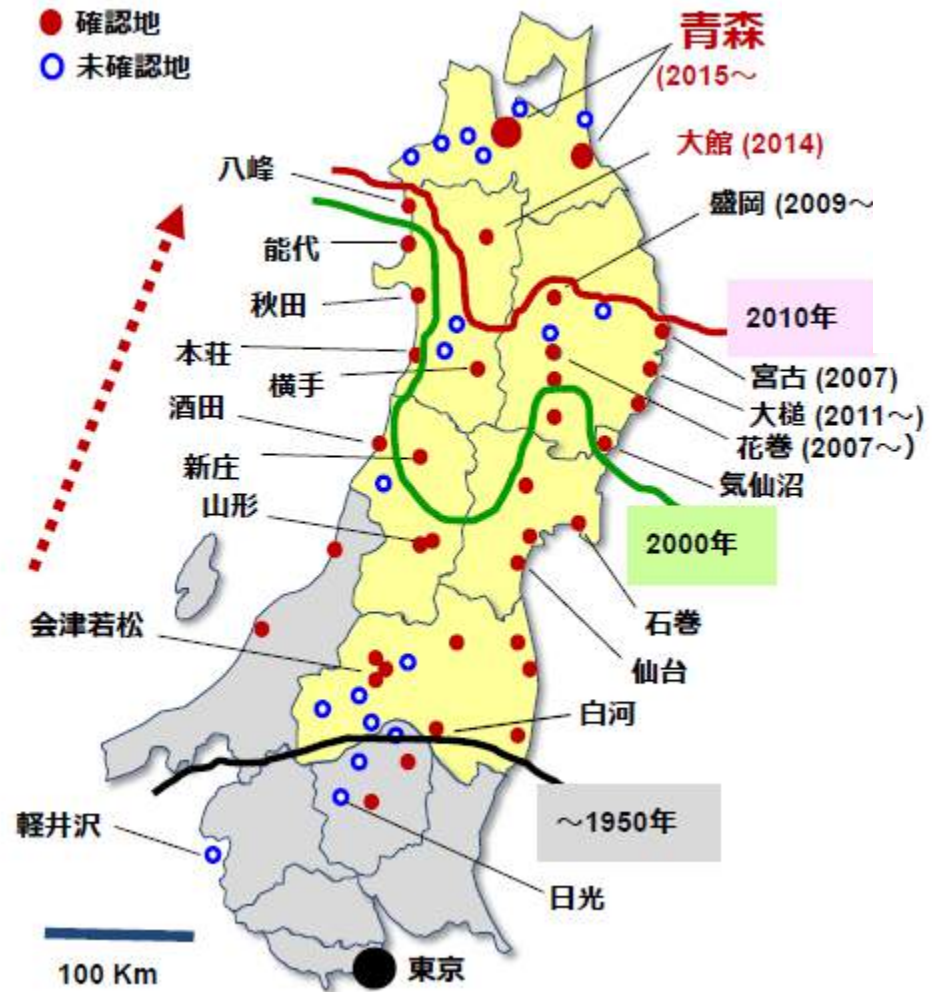 確認地
未確認地
青森
(2015～
大館 (2014)
八峰
盛岡 (2009～
能代
秋田
2010年
本荘
横手
宮古 (2007)
酒田
大槌 (2011～)
花巻 (2007～)
新庄
気仙沼
山形
2000年
会津若松
石巻
仙台
白河
～1950年
軽井沢
日光
100 Km
東京